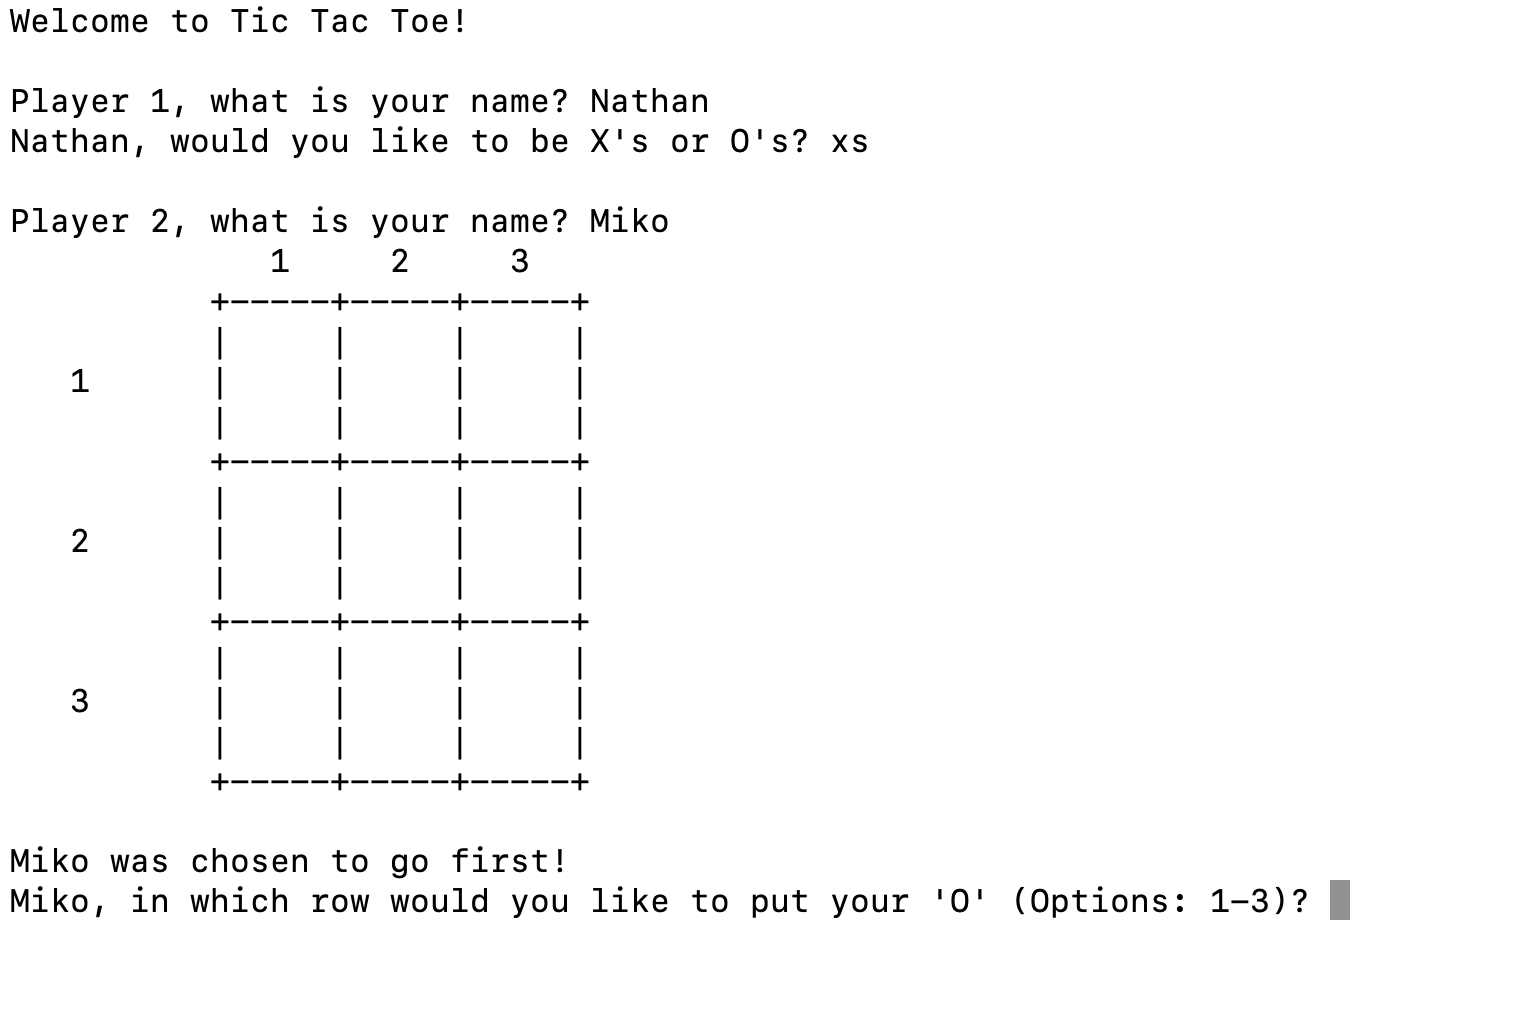 Welcome to Tic Tac Toe!
Player 1, what is your name? Nathan
Nathan, would you like to be X's or O's? xs
Player 2, what is your name? Miko
1 2 3
+-----+-----+-----+
| | | |
1 | | | |
| | | |
+-----+-----+-----+
| | | |
2 | | | |
| | | |
+-----+-----+-----+
| | | |
3 | | | |
| | | |
+-----+-----+-----+
Miko was chosen to go first!
Miko, in which row would you like to put your 'O' (Options: 1-3)?